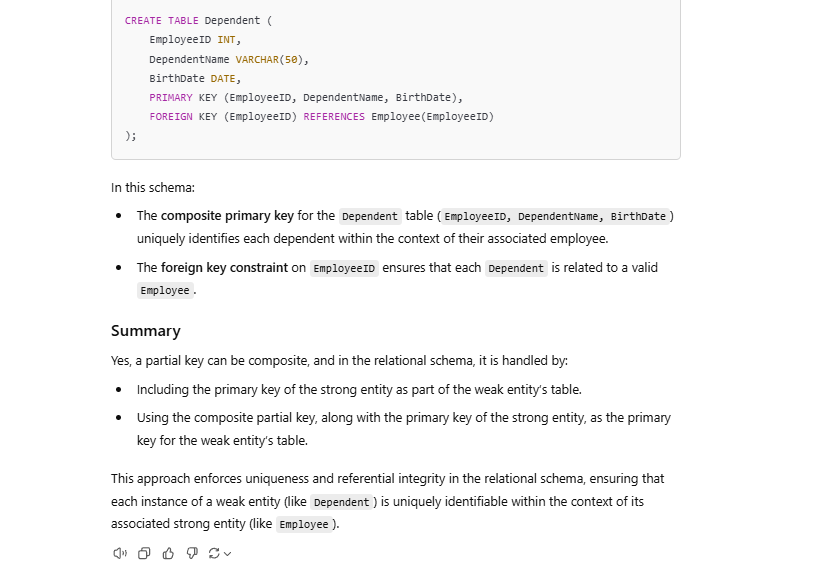 CREATE TABLE Dependent (
EmployeeID INT,
DependentName VARCHAR(50),
BirthDate DATE,
PRIMARY KEY (EmployeeID, DependentName, BirthDate),
FOREIGN KEY (EmployeeID) REFERENCES Employee(EmployeeID)
);
In this schema:
• The composite primary key for the Dependent table (EmployeeID, DependentName, BirthDate)
uniquely identifies each dependent within the context of their associated employee.
• The foreign key constraint on EmployeeID ensures that each Dependent is related to a valid
Employee.
Summary
Yes, a partial key can be composite, and in the relational schema, it is handled by:
• Including the primary key of the strong entity as part of the weak entity's table.
• Using the composite partial key, along with the primary key of the strong entity, as the primary
key for the weak entity's table.
This approach enforces uniqueness and referential integrity in the relational schema, ensuring that
each instance of a weak entity (like Dependent) is uniquely identifiable within the context of its
associated strong entity (like Employee).